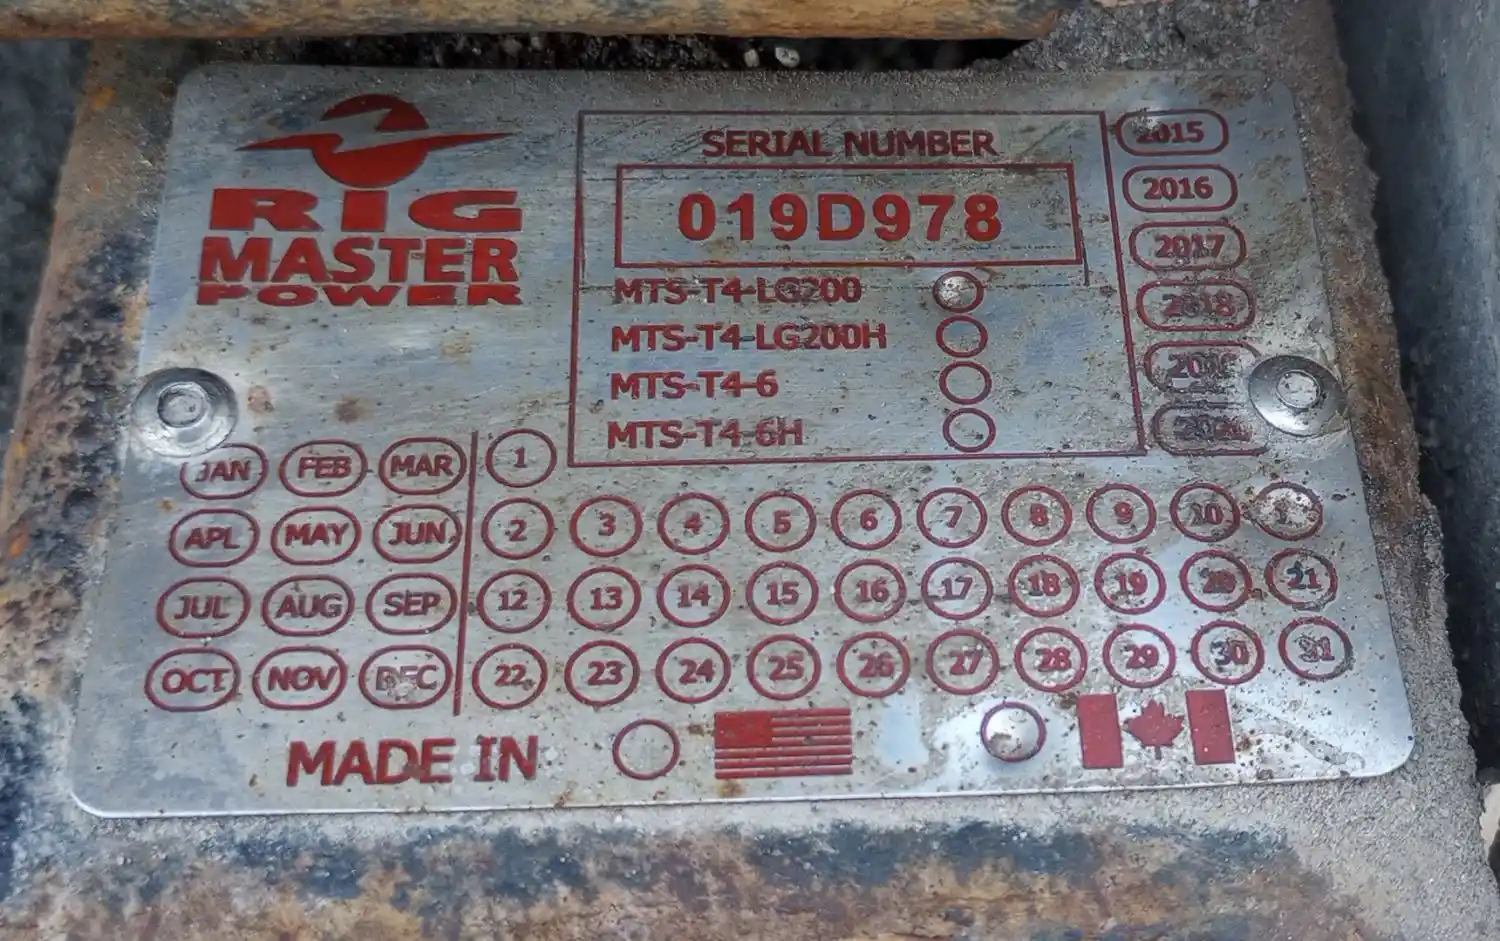 RIG
MASTER
POWER
SERIAL NUMBER
019D978
MTS-T4-LG200
MTS-T4-LG200H
MTS-T4-6
MTS-T4-6H
2015
2016
2017
2018
JAN FEB MAR 1
APL MAY JUN 2 3 4 5 6 7 8 9 10
JUL AUG SEP 12 13 14 15 16 17 18 19 20 21
OCT NOV DEC 22 23 24 25 26 27 28 29 30 31
MADE IN